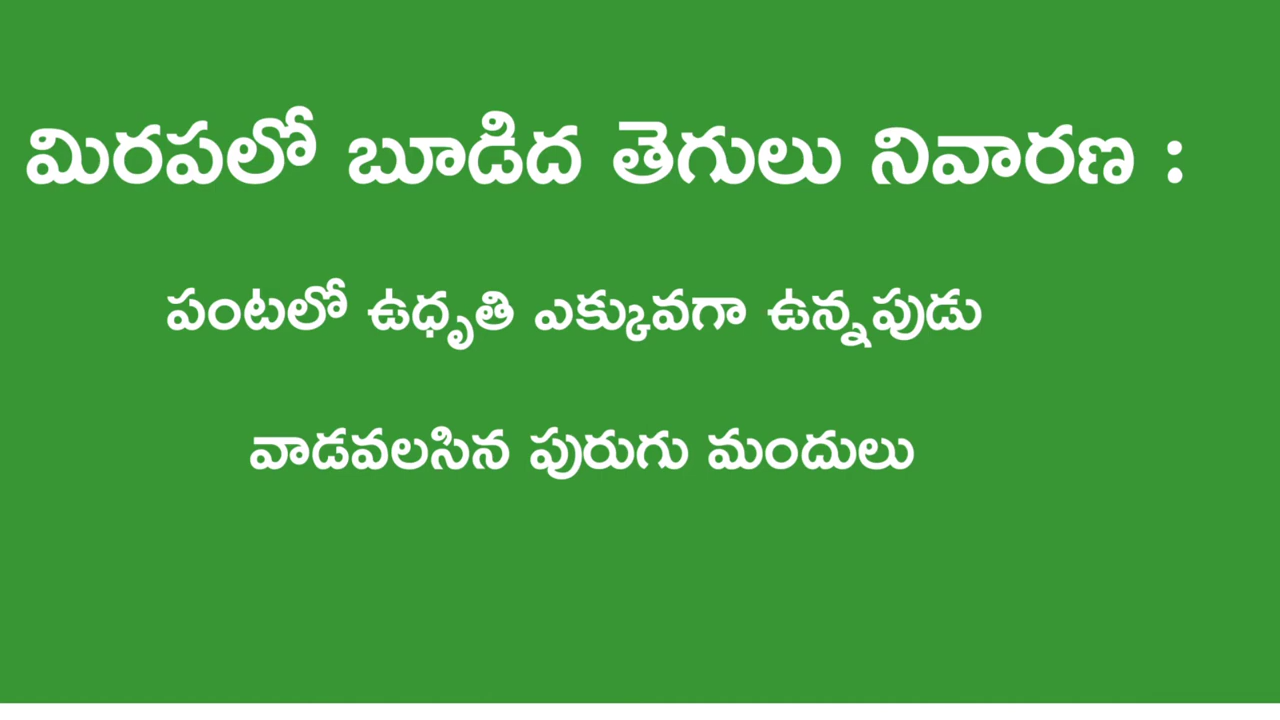 మిరపలో బూడిద తెగులు నివారణ :
పంటలో ఉధృతి ఎక్కువగా ఉన్నపుడు
వాడవలసిన పురుగు మందులు